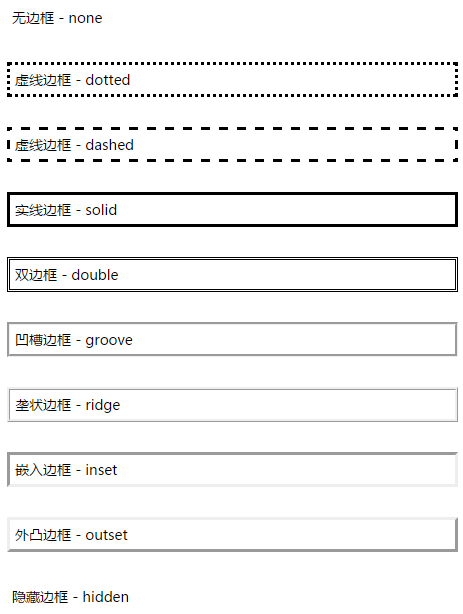 无边框 - none
虚线边框 - dotted
虚线边框 - dashed
实线边框 - solid
双边框 - double
凹槽边框 - groove
垄状边框 - ridge
嵌入边框 - inset
外凸边框 - outset
隐藏边框 - hidden